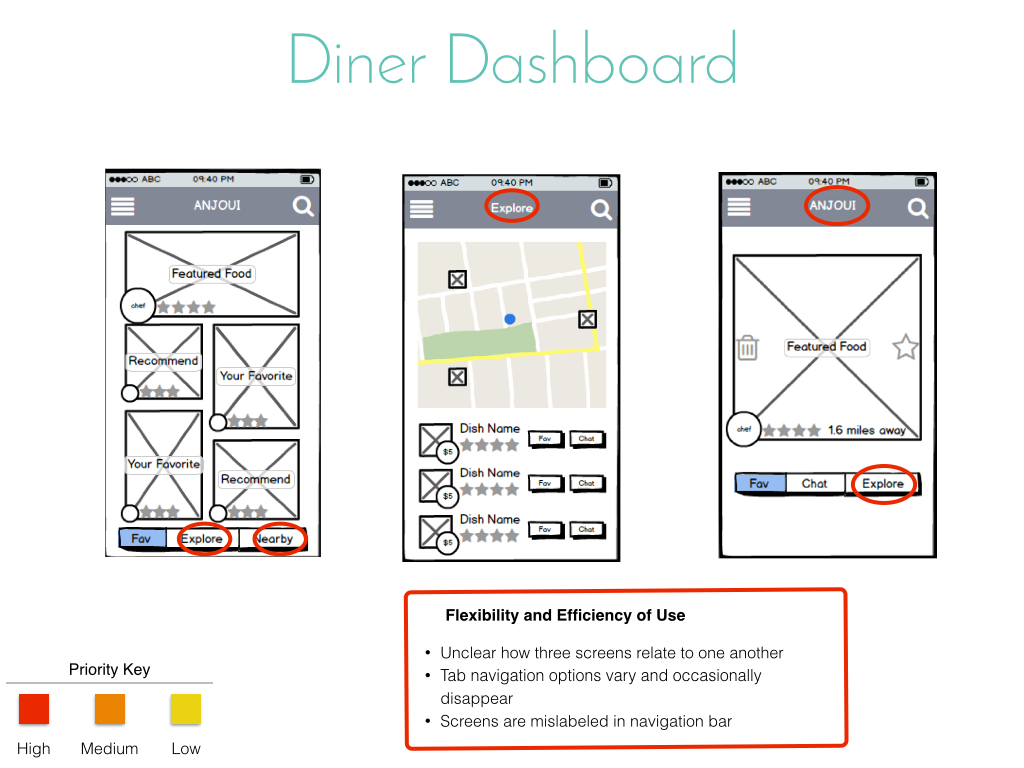 Diner Dashboard
ABC 09:40 PM
ANJOUI
Featured Food
chef
Recommend
Your Favorite
Your Favorite
Recommend
Fav Explore Nearby
ABC 09:40 PM
Explore
Dish Name
$5 Fav Chat
Dish Name
$5 Fav Chat
Dish Name
$5 Fav Chat
ABC 09:40 PM
ANJOUI
Featured Food
chef 1.6 miles away
Fav Chat Explore
Flexibility and Efficiency of Use
• Unclear how three screens relate to one another
• Tab navigation options vary and occasionally
disappear
• Screens are mislabeled in navigation bar
Priority Key
High Medium Low